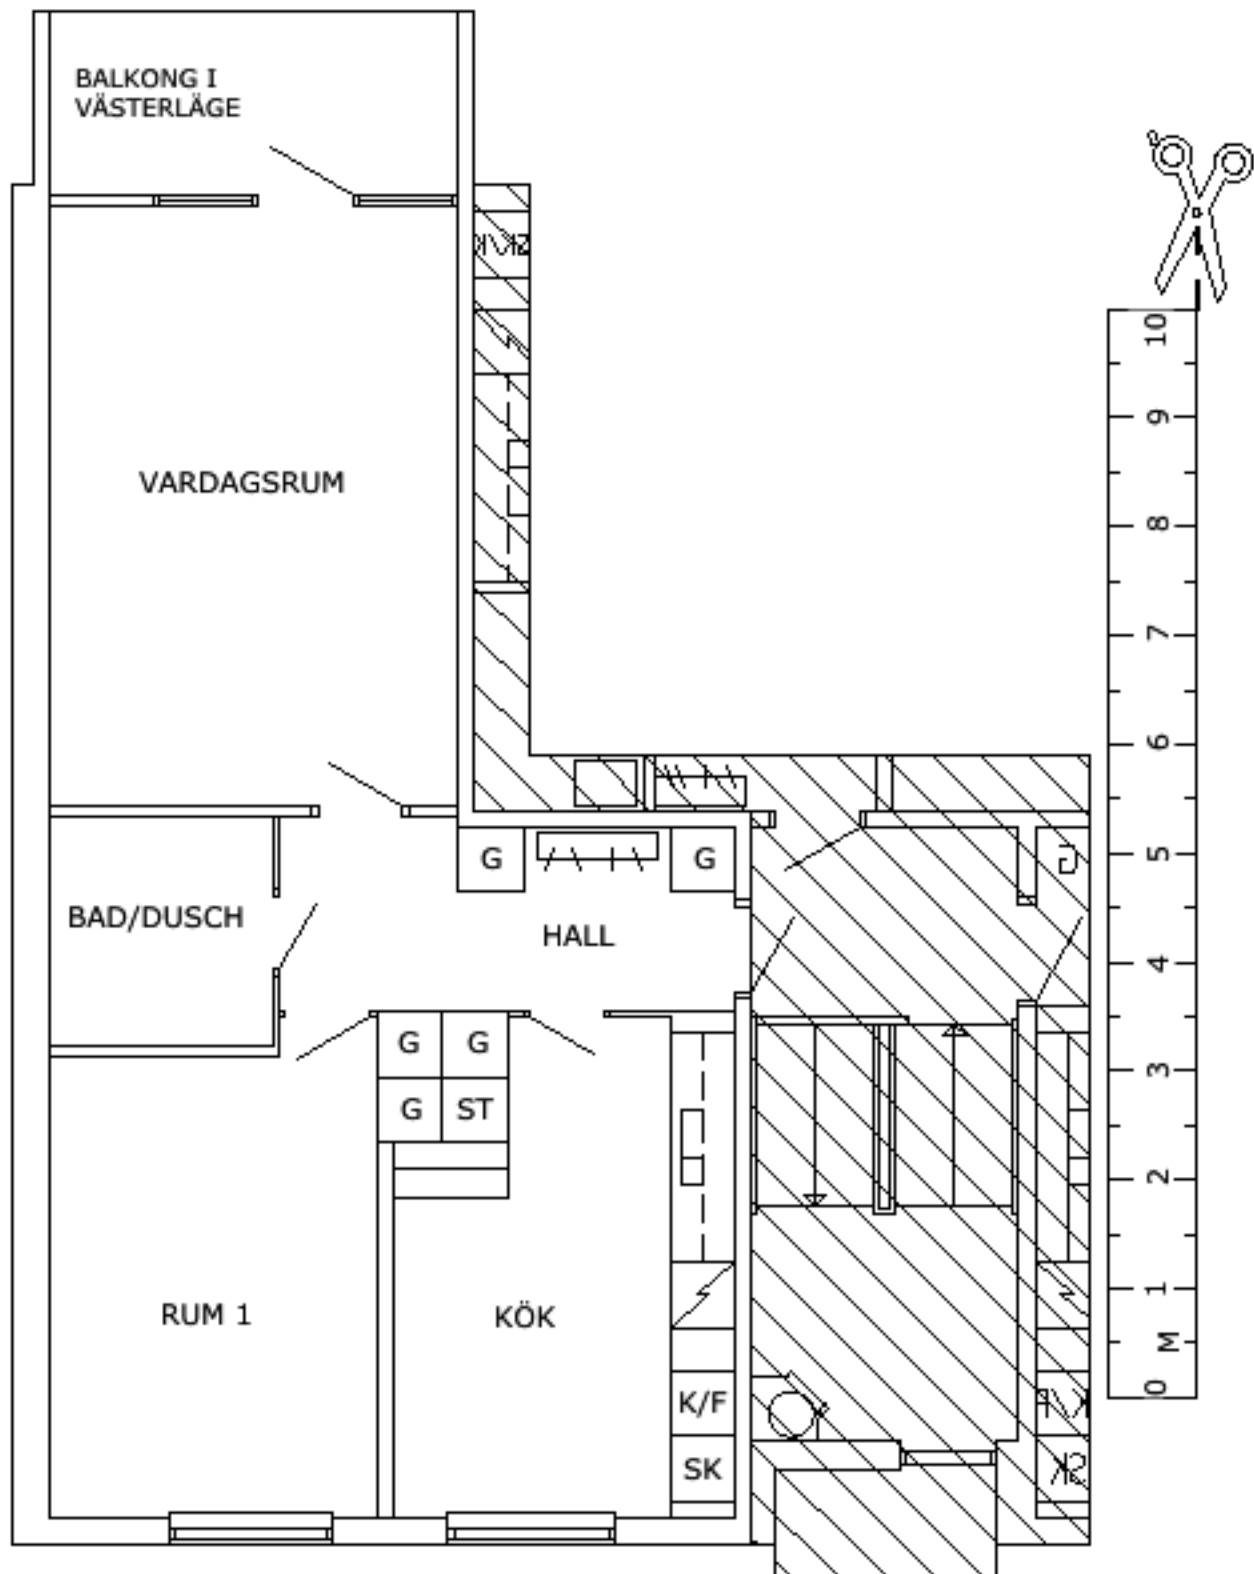 BALKONG I
VÄSTERLÄGE
VARDAGSRUM
G
G
BAD/DUSCH
HALL
G
G
G
ST
RUM 1
KÖK
K/F
SK
10
9
8
7
6
5
4
3
2
1
M
0